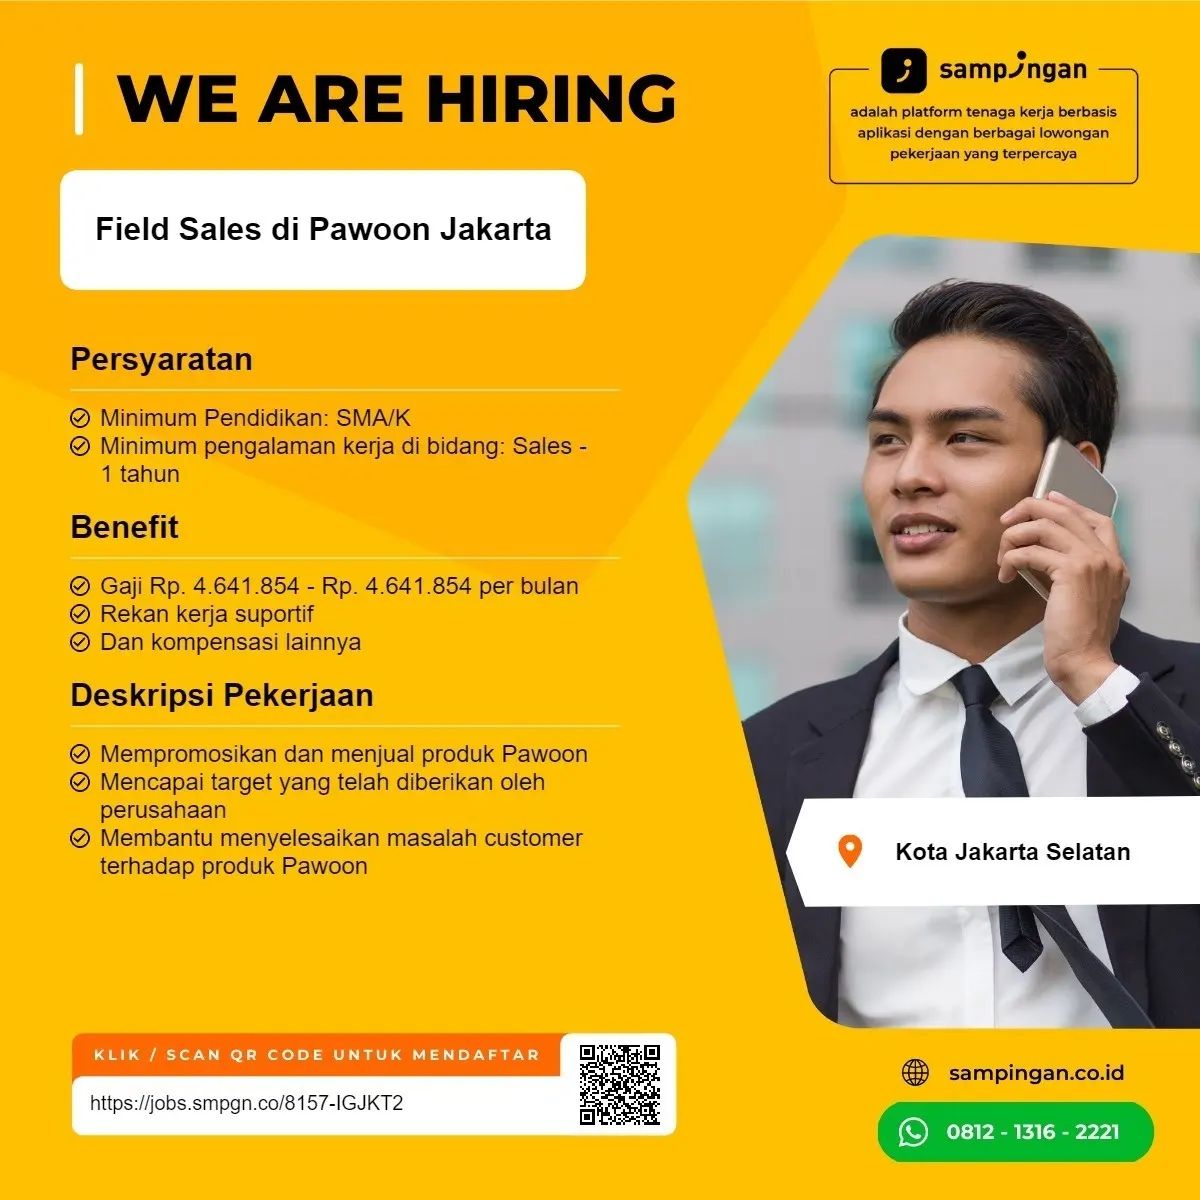 WE ARE HIRING
sampingan
adalah platform tenaga kerja berbasis
aplikasi dengan berbagai lowongan
pekerjaan yang terpercaya
Field Sales di Pawoon Jakarta
Persyaratan
Minimum Pendidikan: SMA/K
Minimum pengalaman kerja di bidang: Sales -
1 tahun
Benefit
Gaji Rp. 4.641.854 - Rp. 4.641.854 per bulan
Rekan kerja suportif
Dan kompensasi lainnya
Deskripsi Pekerjaan
Mempromosikan dan menjual produk Pawoon
Mencapai target yang telah diberikan oleh
perusahaan
Membantu menyelesaikan masalah customer
terhadap produk Pawoon
Kota Jakarta Selatan
KLIK / SCAN QR CODE UNTUK MENDAFTAR
https://jobs.smpgn.co/8157-IGJKT2
sampingan.co.id
0812 - 1316 - 2221